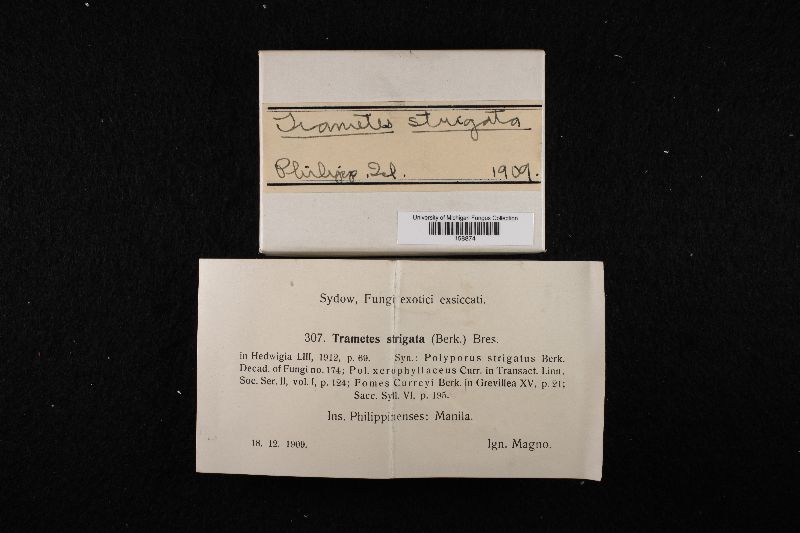 Trametes strigata
Philipp. Isl. 1909.
University of Michigan Fungus Collection
158874
Sydow, Fungi exotici exsiccati.
307. Trametes strigata (Berk.) Bres.
in Hedwigia LIII, 1912, p. 69. Syn.: Polyporus strigatus Berk.
Decad. of Fungi no. 174; Pol. xerophyllaceus Curr. in Transact. Linn.
Soc. Ser. II, vol. I, p. 124; Fomes Curreyi Berk. in Grevillea XV, p. 21;
Sacc. Syll. VI, p. 195.
Ins. Philippinenses: Manila.
18. 12. 1909. Ign. Magno.